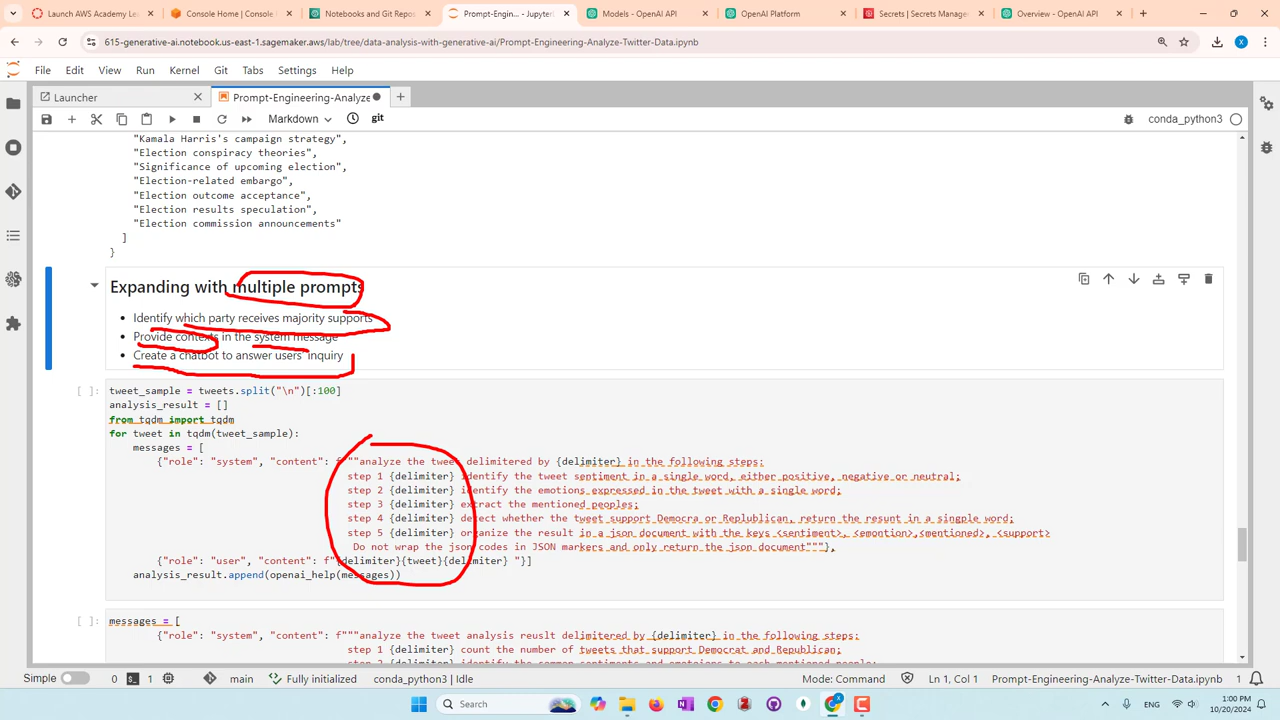 Launch AWS Academy Learne
Console Home | Console H
Notebooks and Git Repos
Prompt-Engin... - Jupyterl
Models - OpenAI API
OpenAI Platform
Secrets | Secrets Manage
Overview - OpenAI API
615-generative-ai.notebook.us-east-1.sagemaker.aws/lab/tree/data-analysis-with-generative-ai/Prompt-Engineering-Analyze-Twitter-Data.ipynb
File Edit View Run Kernel Git Tabs Settings Help
Launcher
Prompt-Engineering-Analyze
Markdown
git
conda_python3
"Kamala Harris's campaign strategy",
"Election conspiracy theories",
"Significance of upcoming election",
"Election-related embargo",
"Election outcome acceptance",
"Election results speculation",
"Election commission announcements"
]
}
Expanding with multiple prompts
• Identify which party receives majority supports
• Provide contexts in the system message
• Create a chatbot to answer users' inquiry
[ ]: tweet_sample = tweets.split("\n")[:100]
analysis_result = []
from tqdm import tqdm
for tweet in tqdm(tweet_sample):
messages = [
{"role": "system", "content": f"""analyze the tweet delimitered by {delimiter} in the following steps:
step 1 {delimiter} identify the tweet sentiment in a single word, either positive, negative or neutral;
step 2 {delimiter} identify the emotions expressed in the tweet with a single word;
step 3 {delimiter} extract the mentioned peoples;
step 4 {delimiter} detect whether the tweet support Democra or Replublican, return the resunt in a singple word;
step 5 {delimiter} organize the result in a json document with the keys <sentiment>, <emontion>,<mentioned>, <support>
Do not wrap the json codes in JSON markers and only return the json document"""},
{"role": "user", "content": f"{delimiter}{tweet}{delimiter} "}]
analysis_result.append(openai_help(messages))
[ ]: messages = [
{"role": "system", "content": f"""analyze the tweet analysis reuslt delimitered by {delimiter} in the following steps:
step 1 {delimiter} count the number of tweets that support Democrat and Republican;
Simple 0 1 main Fully initialized conda_python3 | Idle Mode: Command Ln 1, Col 1 Prompt-Engineering-Analyze-Twitter-Data.ipynb 1
Search
ENG
1:00 PM
10/20/2024